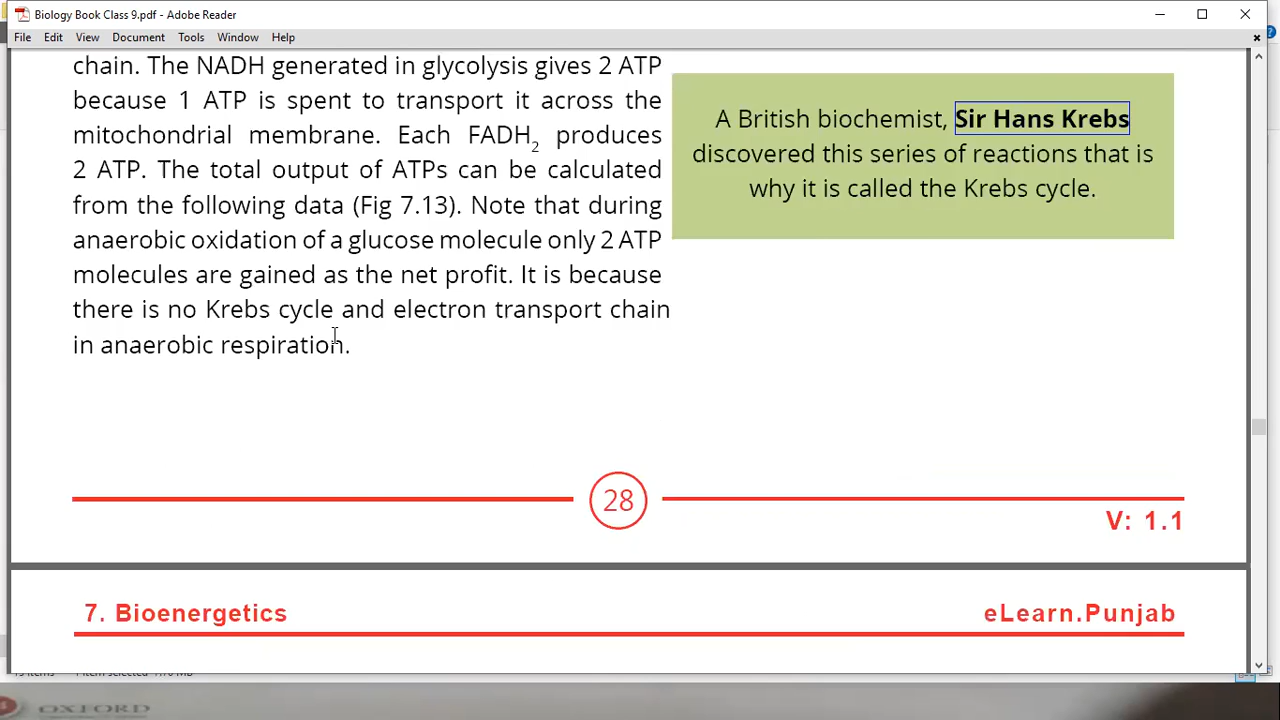 Biology Book Class 9.pdf - Adobe Reader
File Edit View Document Tools Window Help
chain. The NADH generated in glycolysis gives 2 ATP
because 1 ATP is spent to transport it across the
mitochondrial membrane. Each FADH2 produces
2 ATP. The total output of ATPs can be calculated
from the following data (Fig 7.13). Note that during
anaerobic oxidation of a glucose molecule only 2 ATP
molecules are gained as the net profit. It is because
there is no Krebs cycle and electron transport chain
in anaerobic respiration.
A British biochemist, Sir Hans Krebs
discovered this series of reactions that is
why it is called the Krebs cycle.
28
V: 1.1
7. Bioenergetics
eLearn.Punjab
OXFORD